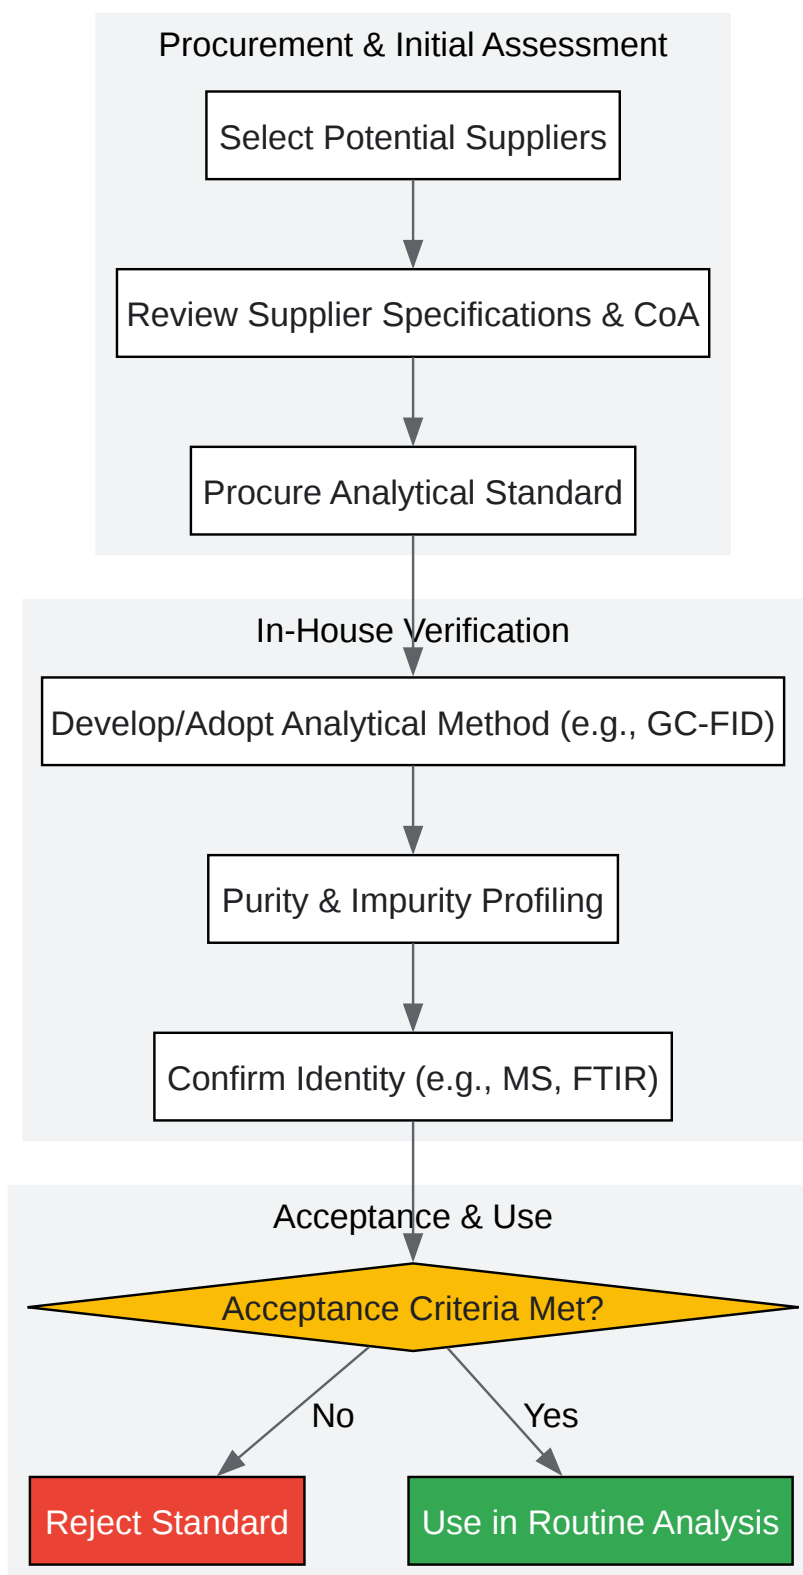 Procurement & Initial Assessment
Select Potential Suppliers
Review Supplier Specifications & CoA
Procure Analytical Standard
In-House Verification
Develop/Adopt Analytical Method (e.g., GC-FID)
Purity & Impurity Profiling
Confirm Identity (e.g., MS, FTIR)
Acceptance & Use
Acceptance Criteria Met?
No
Yes
Reject Standard
Use in Routine Analysis